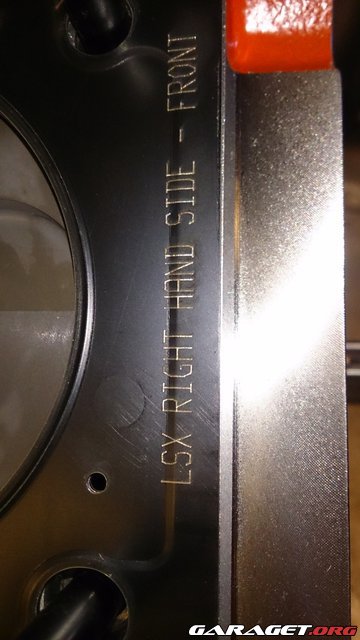 LSX RIGHT HAND SIDE - FRONT
GARAGET.ORG